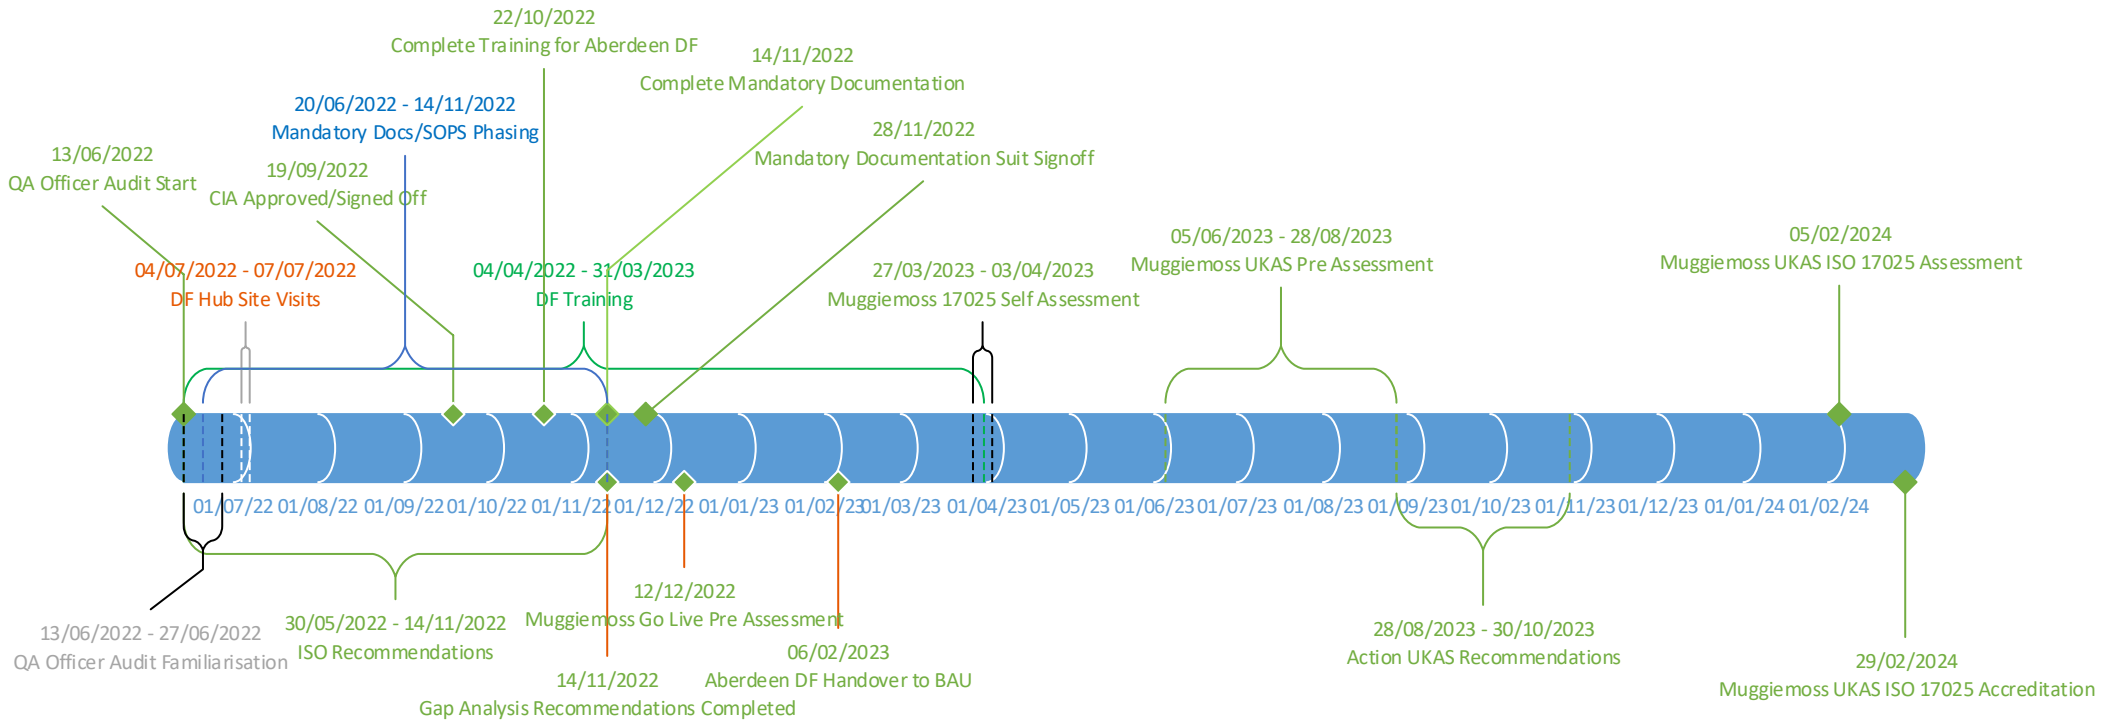 22/10/2022
Complete Training for Aberdeen DF
14/11/2022
Complete Mandatory Documentation
20/06/2022 - 14/11/2022
Mandatory Docs/SOPS Phasing
28/11/2022
Mandatory Documentation Suit Signoff
13/06/2022
QA Officer Audit Start
19/09/2022
CIA Approved/Signed Off
05/06/2023 - 28/08/2023
Muggiemoss UKAS Pre Assessment
05/02/2024
Muggiemoss UKAS ISO 17025 Assessment
04/07/2022 - 07/07/2022
DF Hub Site Visits
04/04/2022 - 31/03/2023
DF Training
27/03/2023 - 03/04/2023
Muggiemoss 17025 Self Assessment
01/07/22 01/08/22 01/09/22 01/10/22 01/11/22 01/12/22 01/01/23 01/02/23 01/03/23 01/04/23 01/05/23 01/06/23 01/07/23 01/08/23 01/09/23 01/10/23 01/11/23 01/12/23 01/01/24 01/02/24
13/06/2022 - 27/06/2022
QA Officer Audit Familiarisation
30/05/2022 - 14/11/2022
ISO Recommendations
12/12/2022
Muggiemoss Go Live Pre Assessment
14/11/2022
Gap Analysis Recommendations Completed
06/02/2023
Aberdeen DF Handover to BAU
28/08/2023 - 30/10/2023
Action UKAS Recommendations
29/02/2024
Muggiemoss UKAS ISO 17025 Accreditation